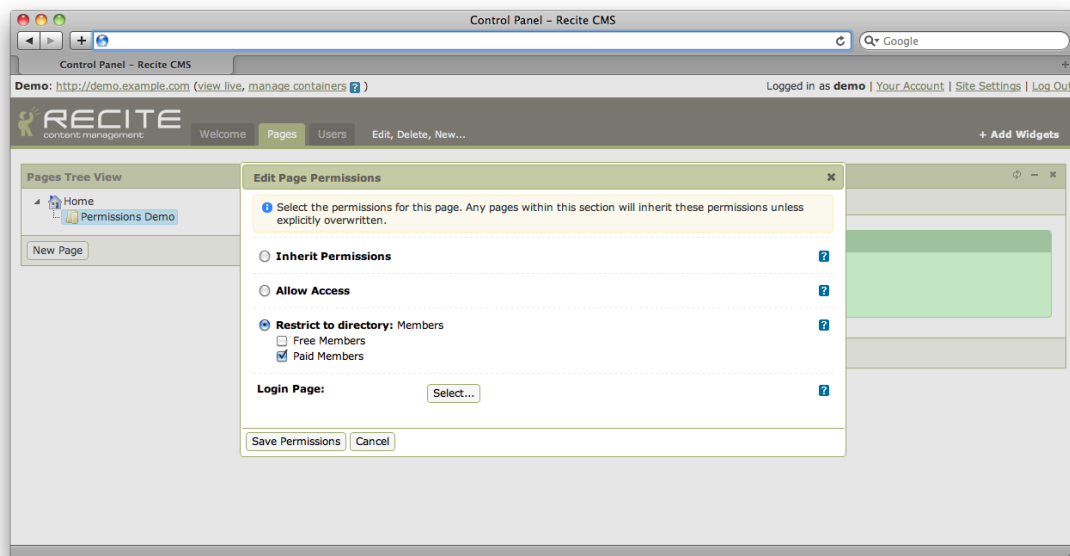 Control Panel – Recite CMS
Google
Control Panel – Recite CMS
Demo: http://demo.example.com (view live, manage containers ? )
Logged in as demo | Your Account | Site Settings | Log Out
RECITE
content management
Welcome
Pages
Users
Edit, Delete, New...
+ Add Widgets
Pages Tree View
Home
Permissions Demo
New Page
Edit Page Permissions
Select the permissions for this page. Any pages within this section will inherit these permissions unless
explicitly overwritten.
Inherit Permissions ?
Allow Access ?
Restrict to directory: Members ?
Free Members
Paid Members
Login Page: Select... ?
Save Permissions Cancel